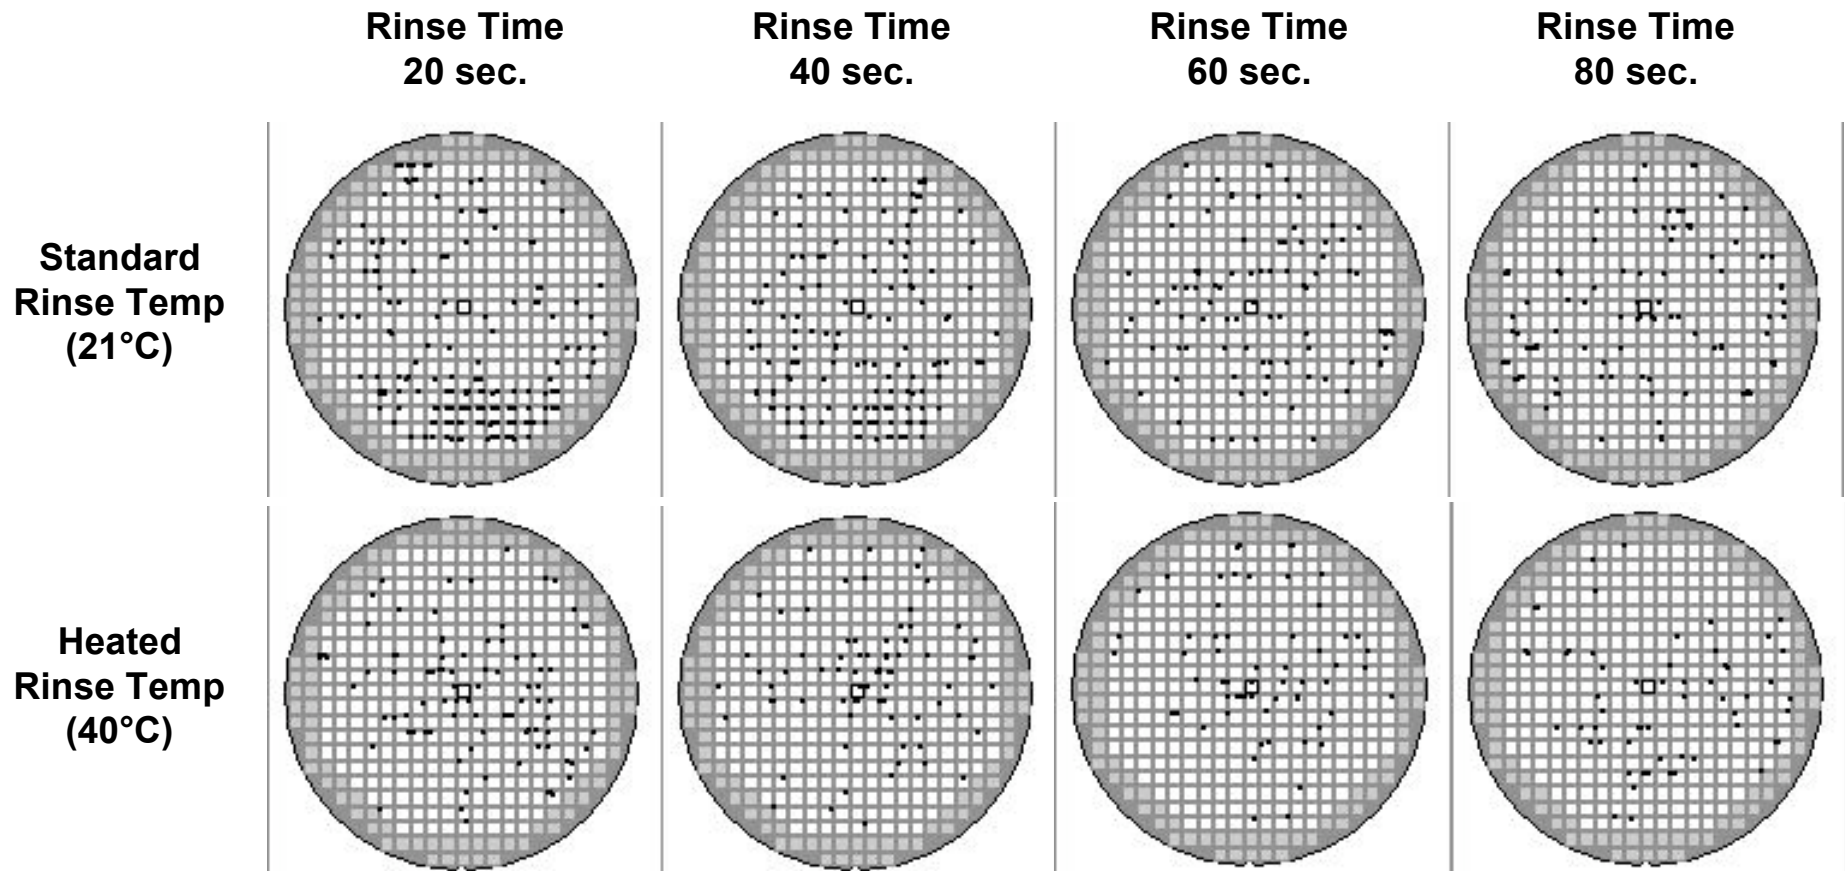 Rinse Time
20 sec.
Rinse Time
40 sec.
Rinse Time
60 sec.
Rinse Time
80 sec.
Standard
Rinse Temp
(21°C)
Heated
Rinse Temp
(40°C)